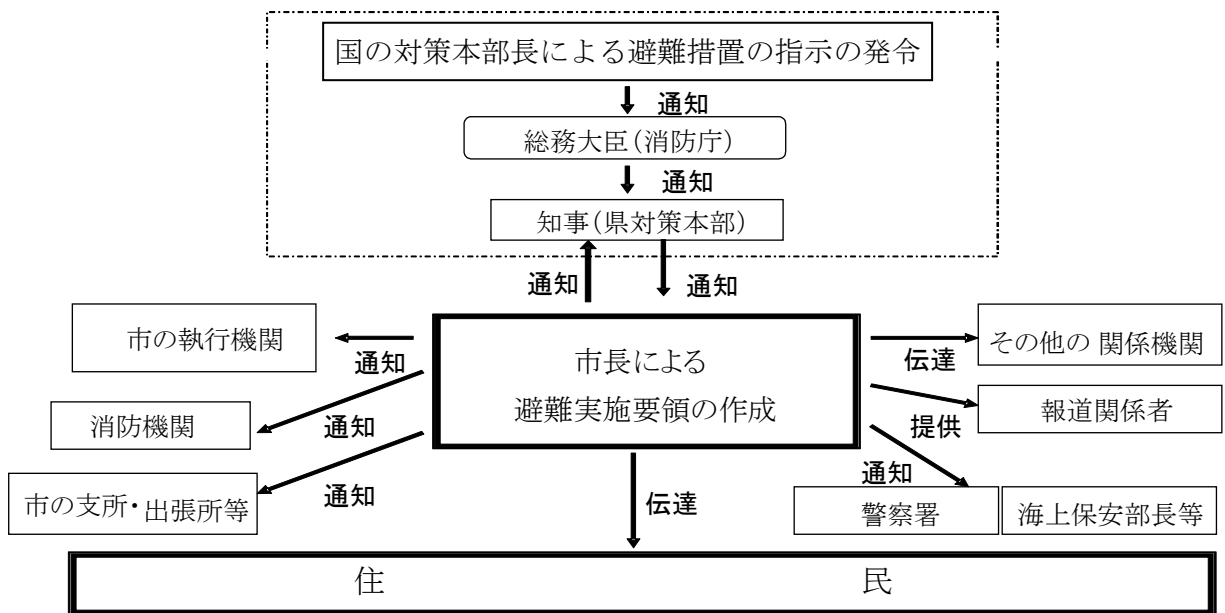 国の対策本部長による避難措置の指示の発令
通知
総務大臣(消防庁)
通知
知事(県対策本部)
通知
通知
市の執行機関
通知
市長による
避難実施要領の作成
その他の 関係機関
伝達
消防機関
通知
報道関係者
提供
市の支所・出張所等
通知
伝達
通知
警察署
海上保安部長等
住 民